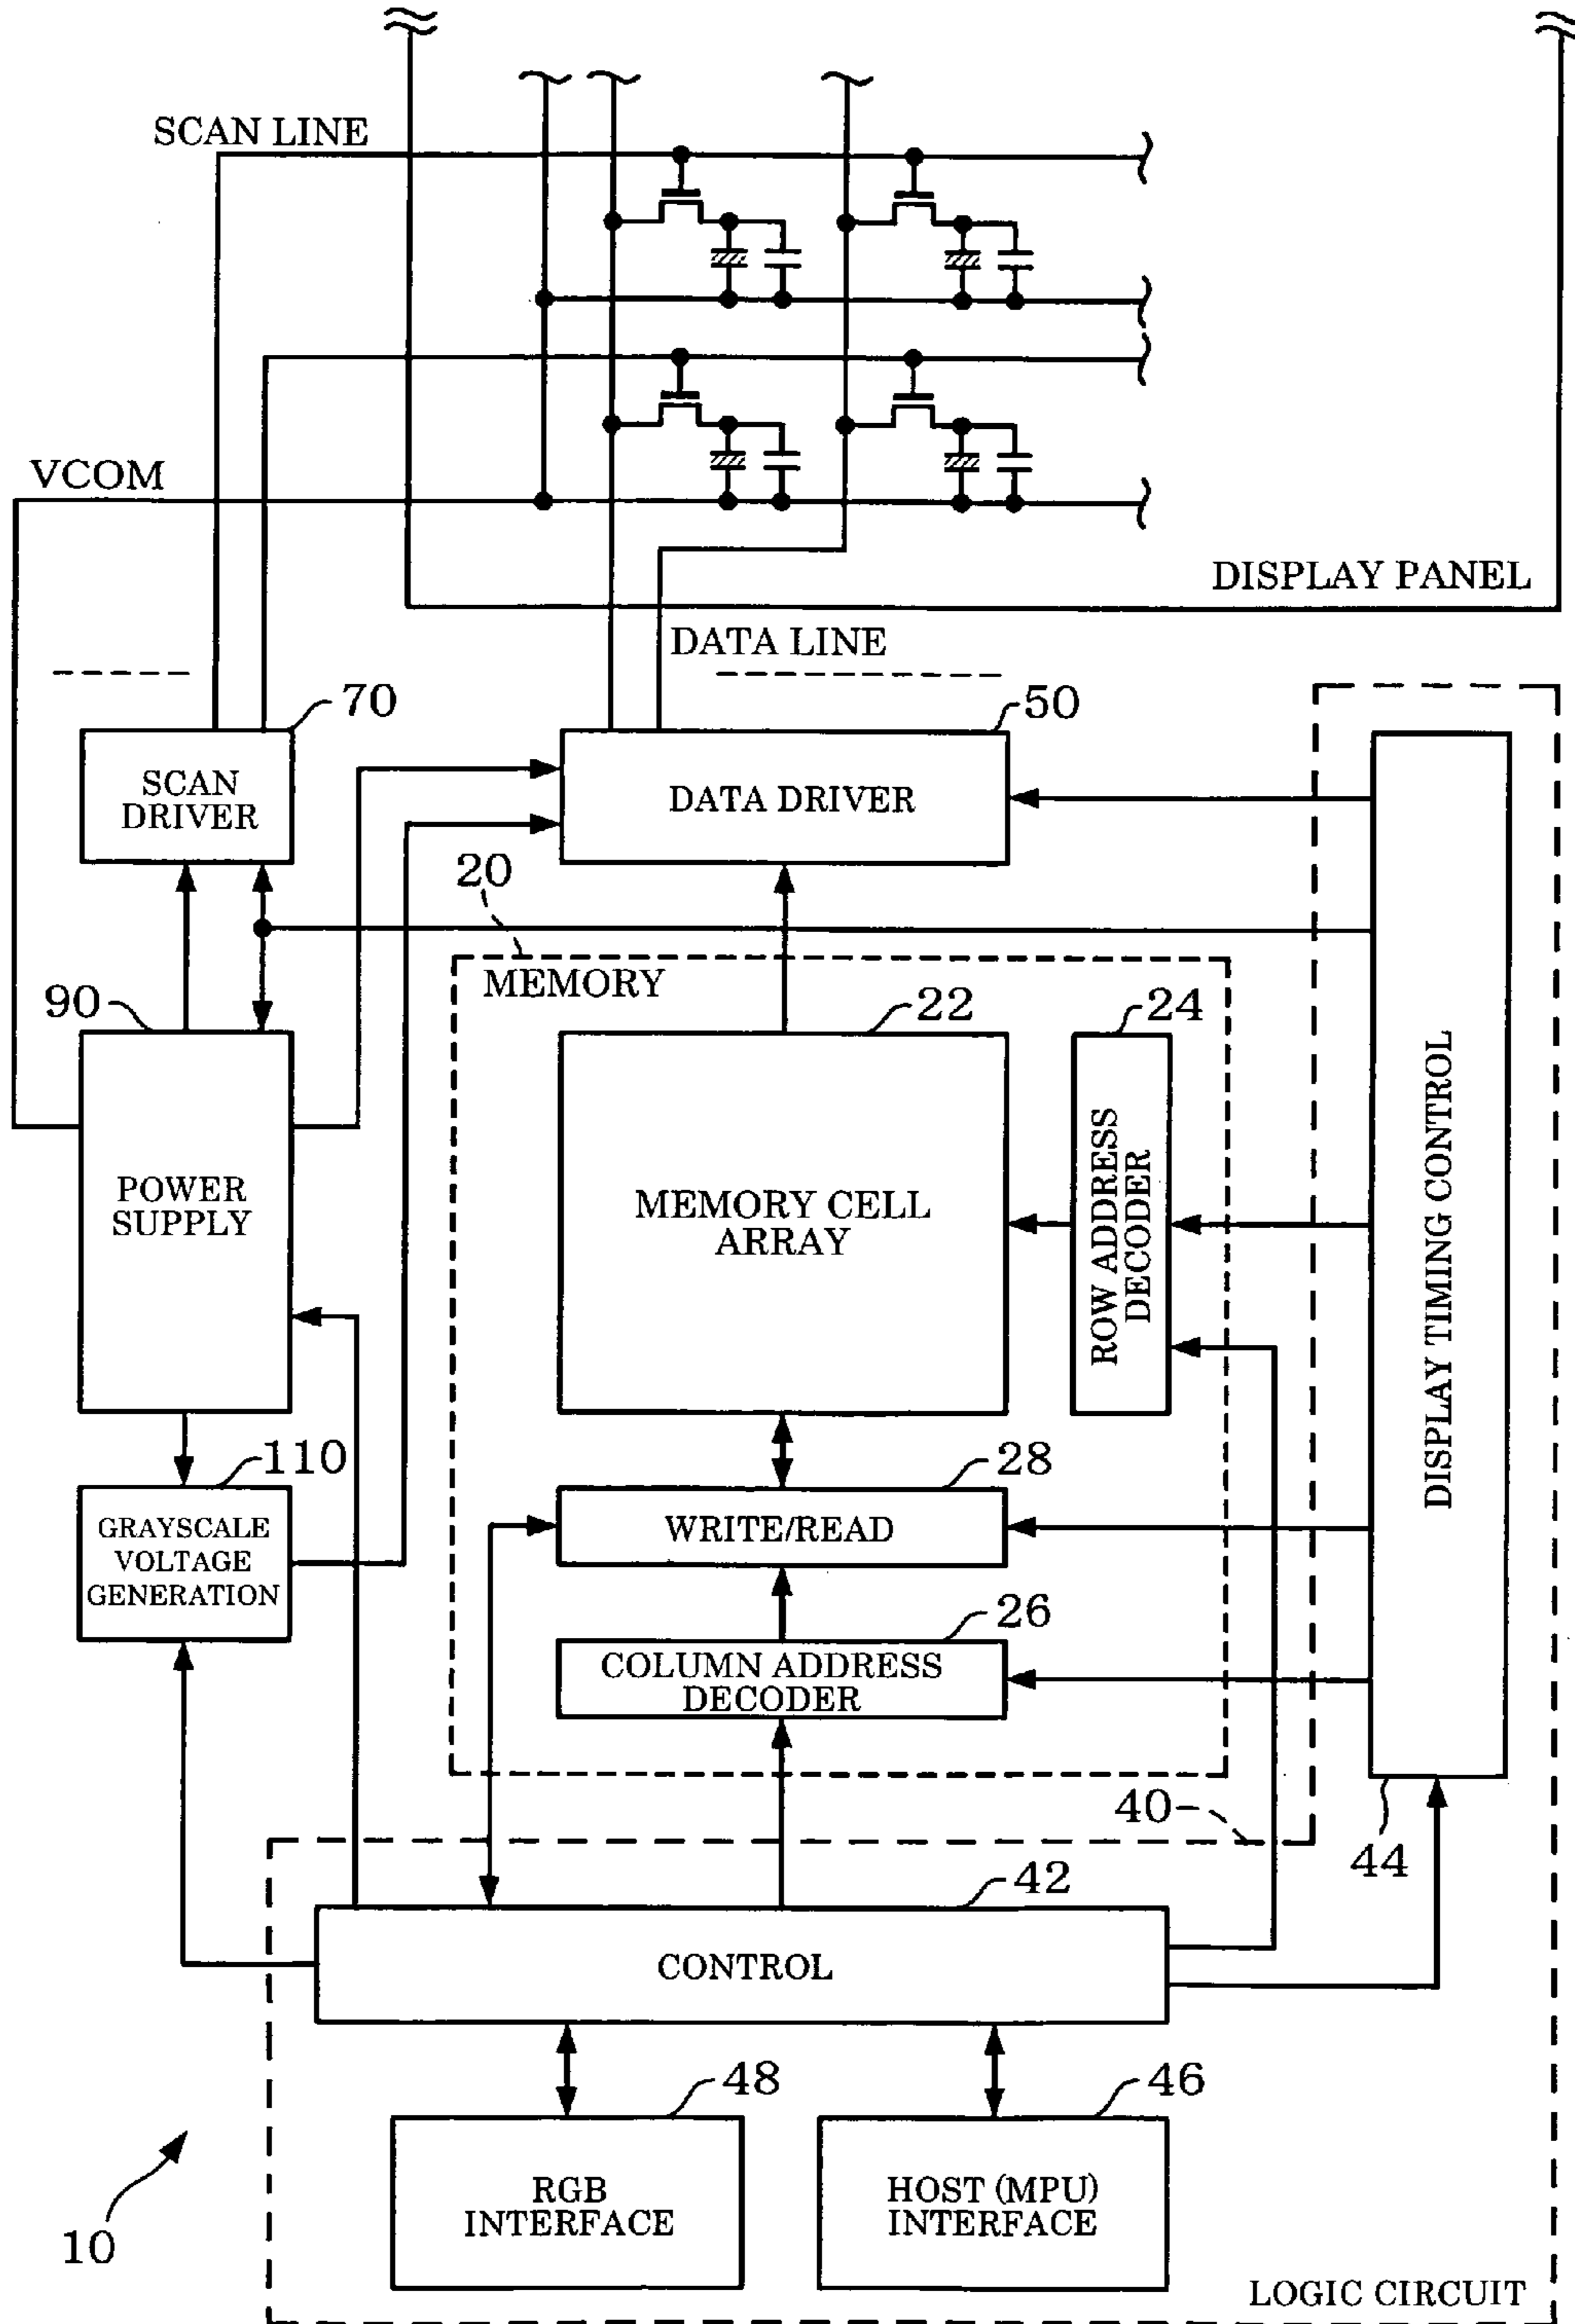 SCAN LINE
VCOM
DISPLAY PANEL
DATA LINE
70
50
SCAN
DRIVER
DATA DRIVER
20
MEMORY
90
22
24
POWER
SUPPLY
MEMORY CELL
ARRAY
ROW ADDRESS
DECODER
DISPLAY TIMING CONTROL
110
28
GRAYSCALE
VOLTAGE
GENERATION
WRITE/READ
26
COLUMN ADDRESS
DECODER
40
44
42
CONTROL
48
46
RGB
INTERFACE
HOST (MPU)
INTERFACE
10
LOGIC CIRCUIT